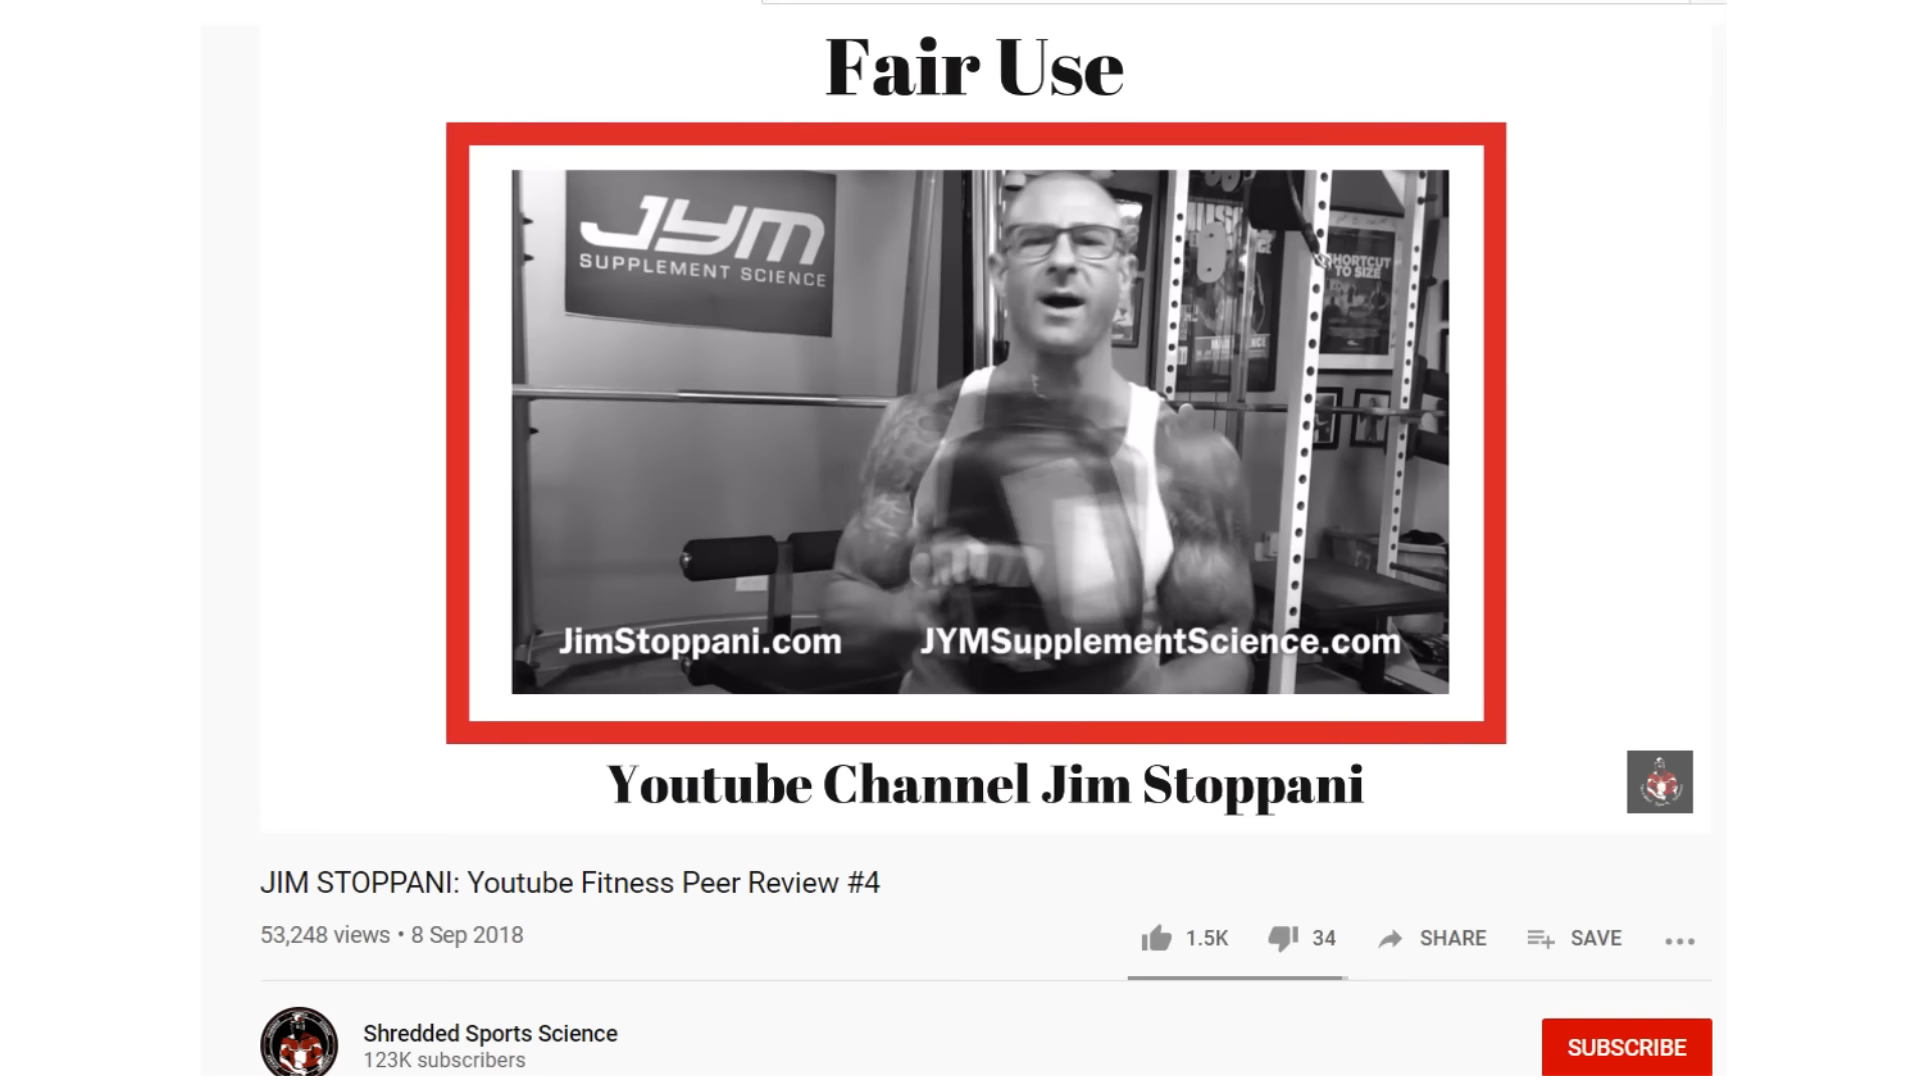 Fair Use
JYM
SUPPLEMENT SCIENCE
SHORTCUT
TO SIZE
JimStoppani.com
JYMSupplementScience.com
Youtube Channel Jim Stoppani
JIM STOPPANI: Youtube Fitness Peer Review #4
53,248 views • 8 Sep 2018
1.5K
34
SHARE
SAVE
Shredded Sports Science
123K subscribers
SUBSCRIBE